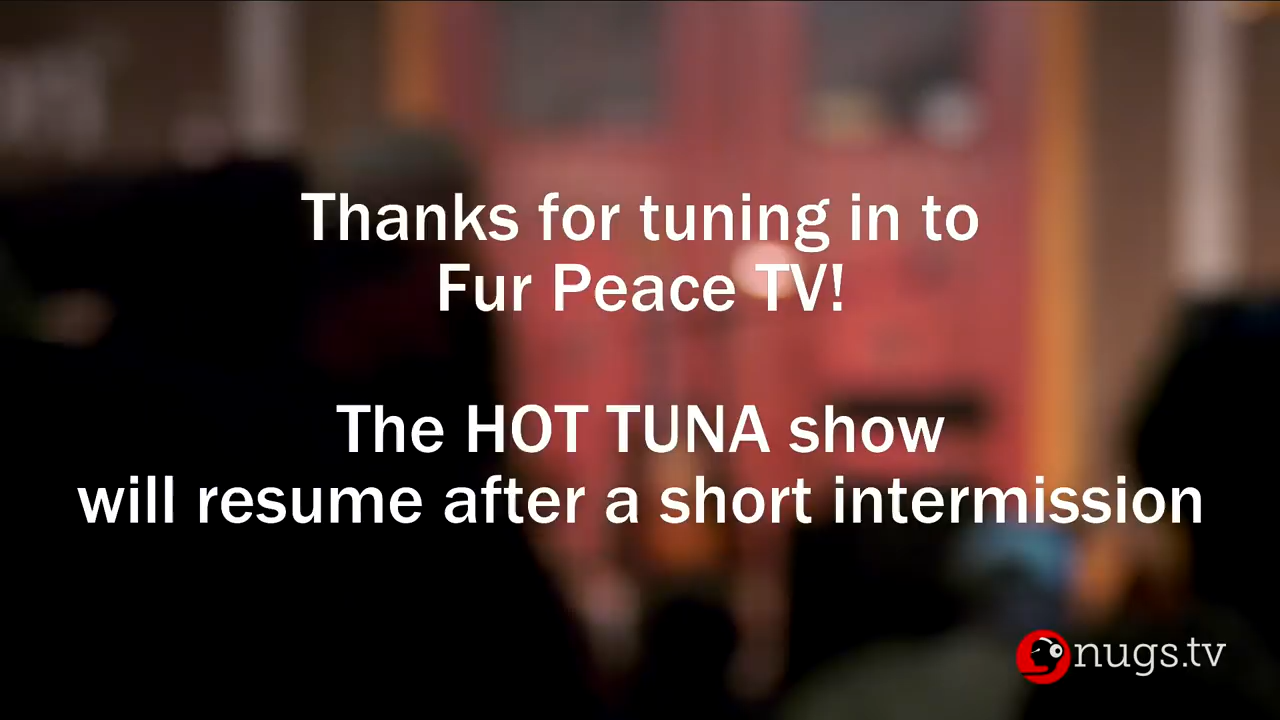 Thanks for tuning in to
Fur Peace TV!
The HOT TUNA show
will resume after a short intermission
nugs.tv